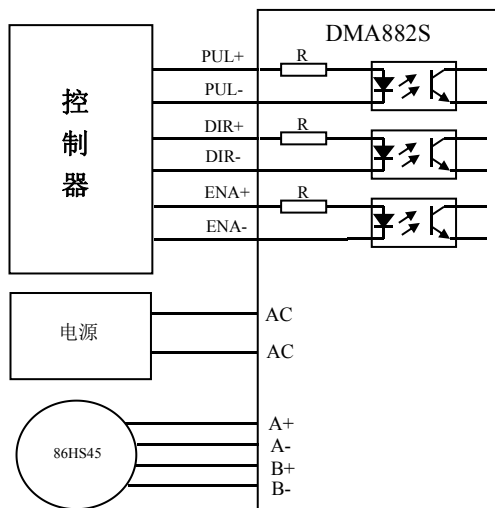 DMA882S
PUL+
R
PUL-
DIR+
R
DIR-
ENA+
R
ENA-
控
制
器
电源
AC
AC
86HS45
A+
A-
B+
B-